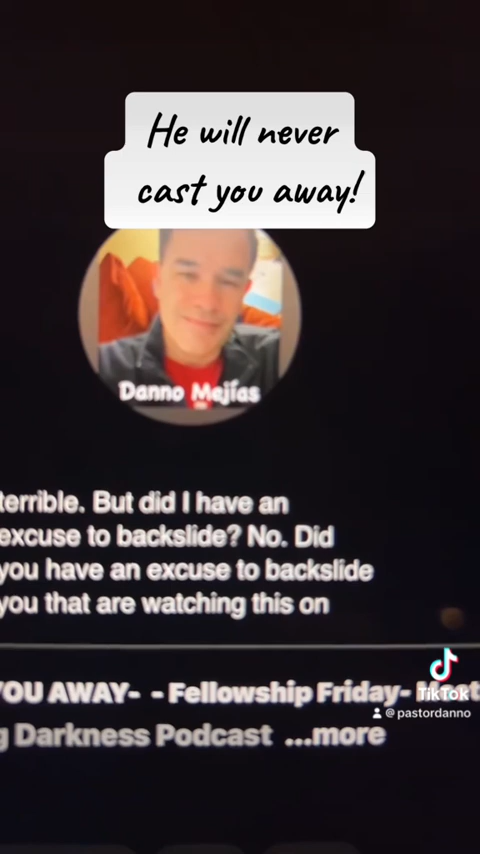 He will never
cast you away!
Danno Mejías
terrible. But did I have an
excuse to backslide? No. Did
you have an excuse to backslide
you that are watching this on
YOU AWAY- - Fellowship Friday-
TikTok
@pastordanno
Darkness Podcast ...more